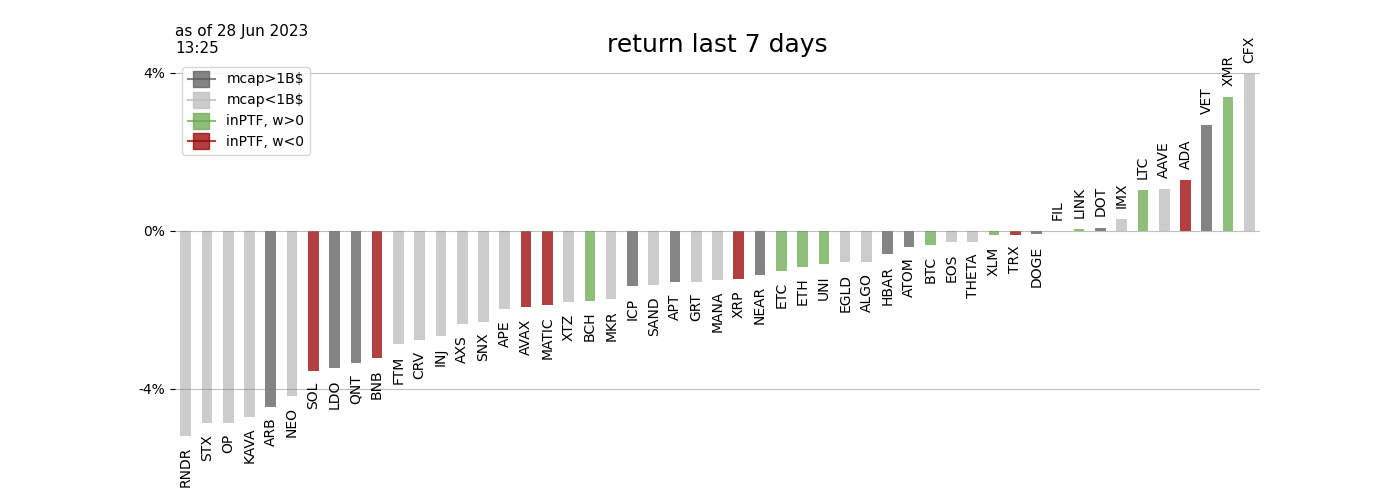 as of 28 Jun 2023
13:25
return last 7 days
4%
0%
-4%
mcap>1B$
mcap<1B$
inPTF, w>0
inPTF, w<0
RNDR
STX
OP
KAVA
ARB
NEO
SOL
LDO
QNT
BNB
FTM
CRV
INJ
AXS
SNX
APE
AVAX
MATIC
XTZ
BCH
MKR
ICP
SAND
APT
GRT
MANA
XRP
NEAR
ETC
ETH
UNI
EGLD
ALGO
HBAR
ATOM
BTC
EOS
THETA
XLM
TRX
DOGE
FIL
LINK
DOT
IMX
LTC
AAVE
ADA
VET
XMR
CFX